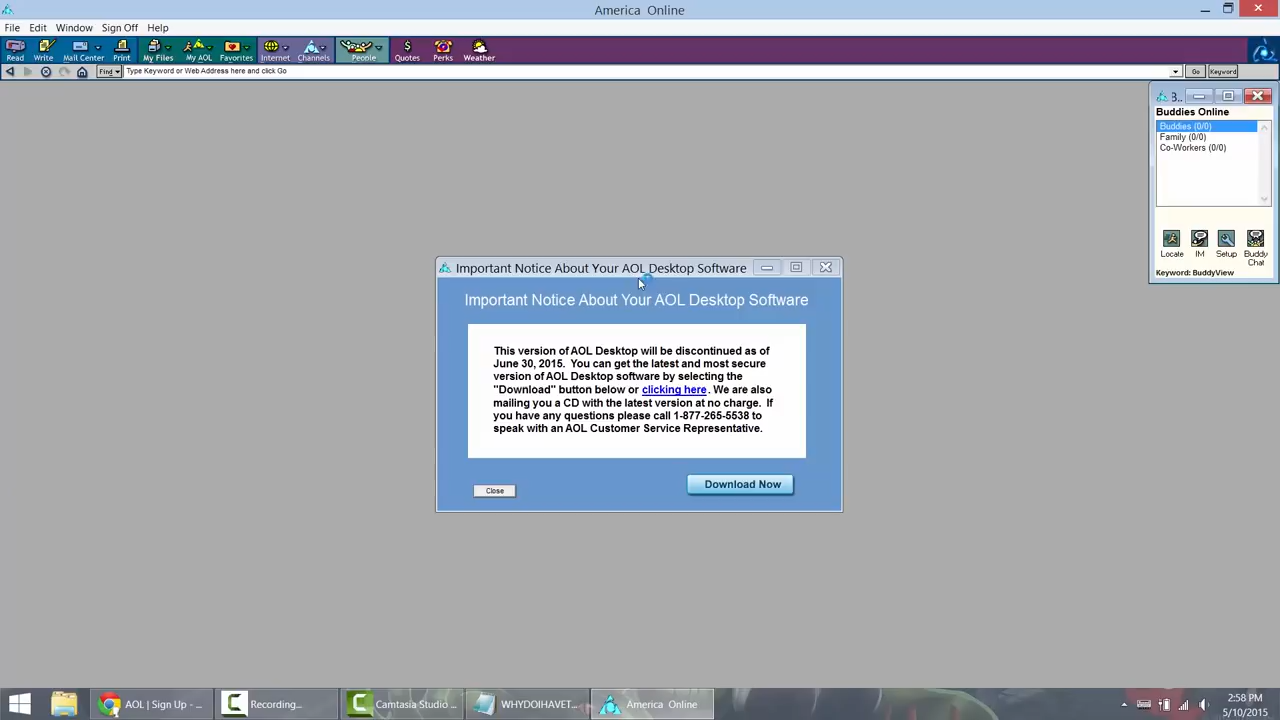 America Online
File Edit Window Sign Off Help
Read Write Mail Center Print My Files My AOL Favorites Internet Channels People Quotes Perks Weather
Find Type Keyword or Web Address here and click Go Go Keyword
B..
Buddies Online
Buddies (0/0)
Family (0/0)
Co-Workers (0/0)
Locate IM Setup Buddy Chat
Keyword: BuddyView
Important Notice About Your AOL Desktop Software
Important Notice About Your AOL Desktop Software
This version of AOL Desktop will be discontinued as of
June 30, 2015. You can get the latest and most secure
version of AOL Desktop software by selecting the
"Download" button below or clicking here. We are also
mailing you a CD with the latest version at no charge. If
you have any questions please call 1-877-265-5538 to
speak with an AOL Customer Service Representative.
Close Download Now
AOL | Sign Up - ... Recording... Camtasia Studio ... WHYDOIHAVET... America Online
2:58 PM
5/10/2015